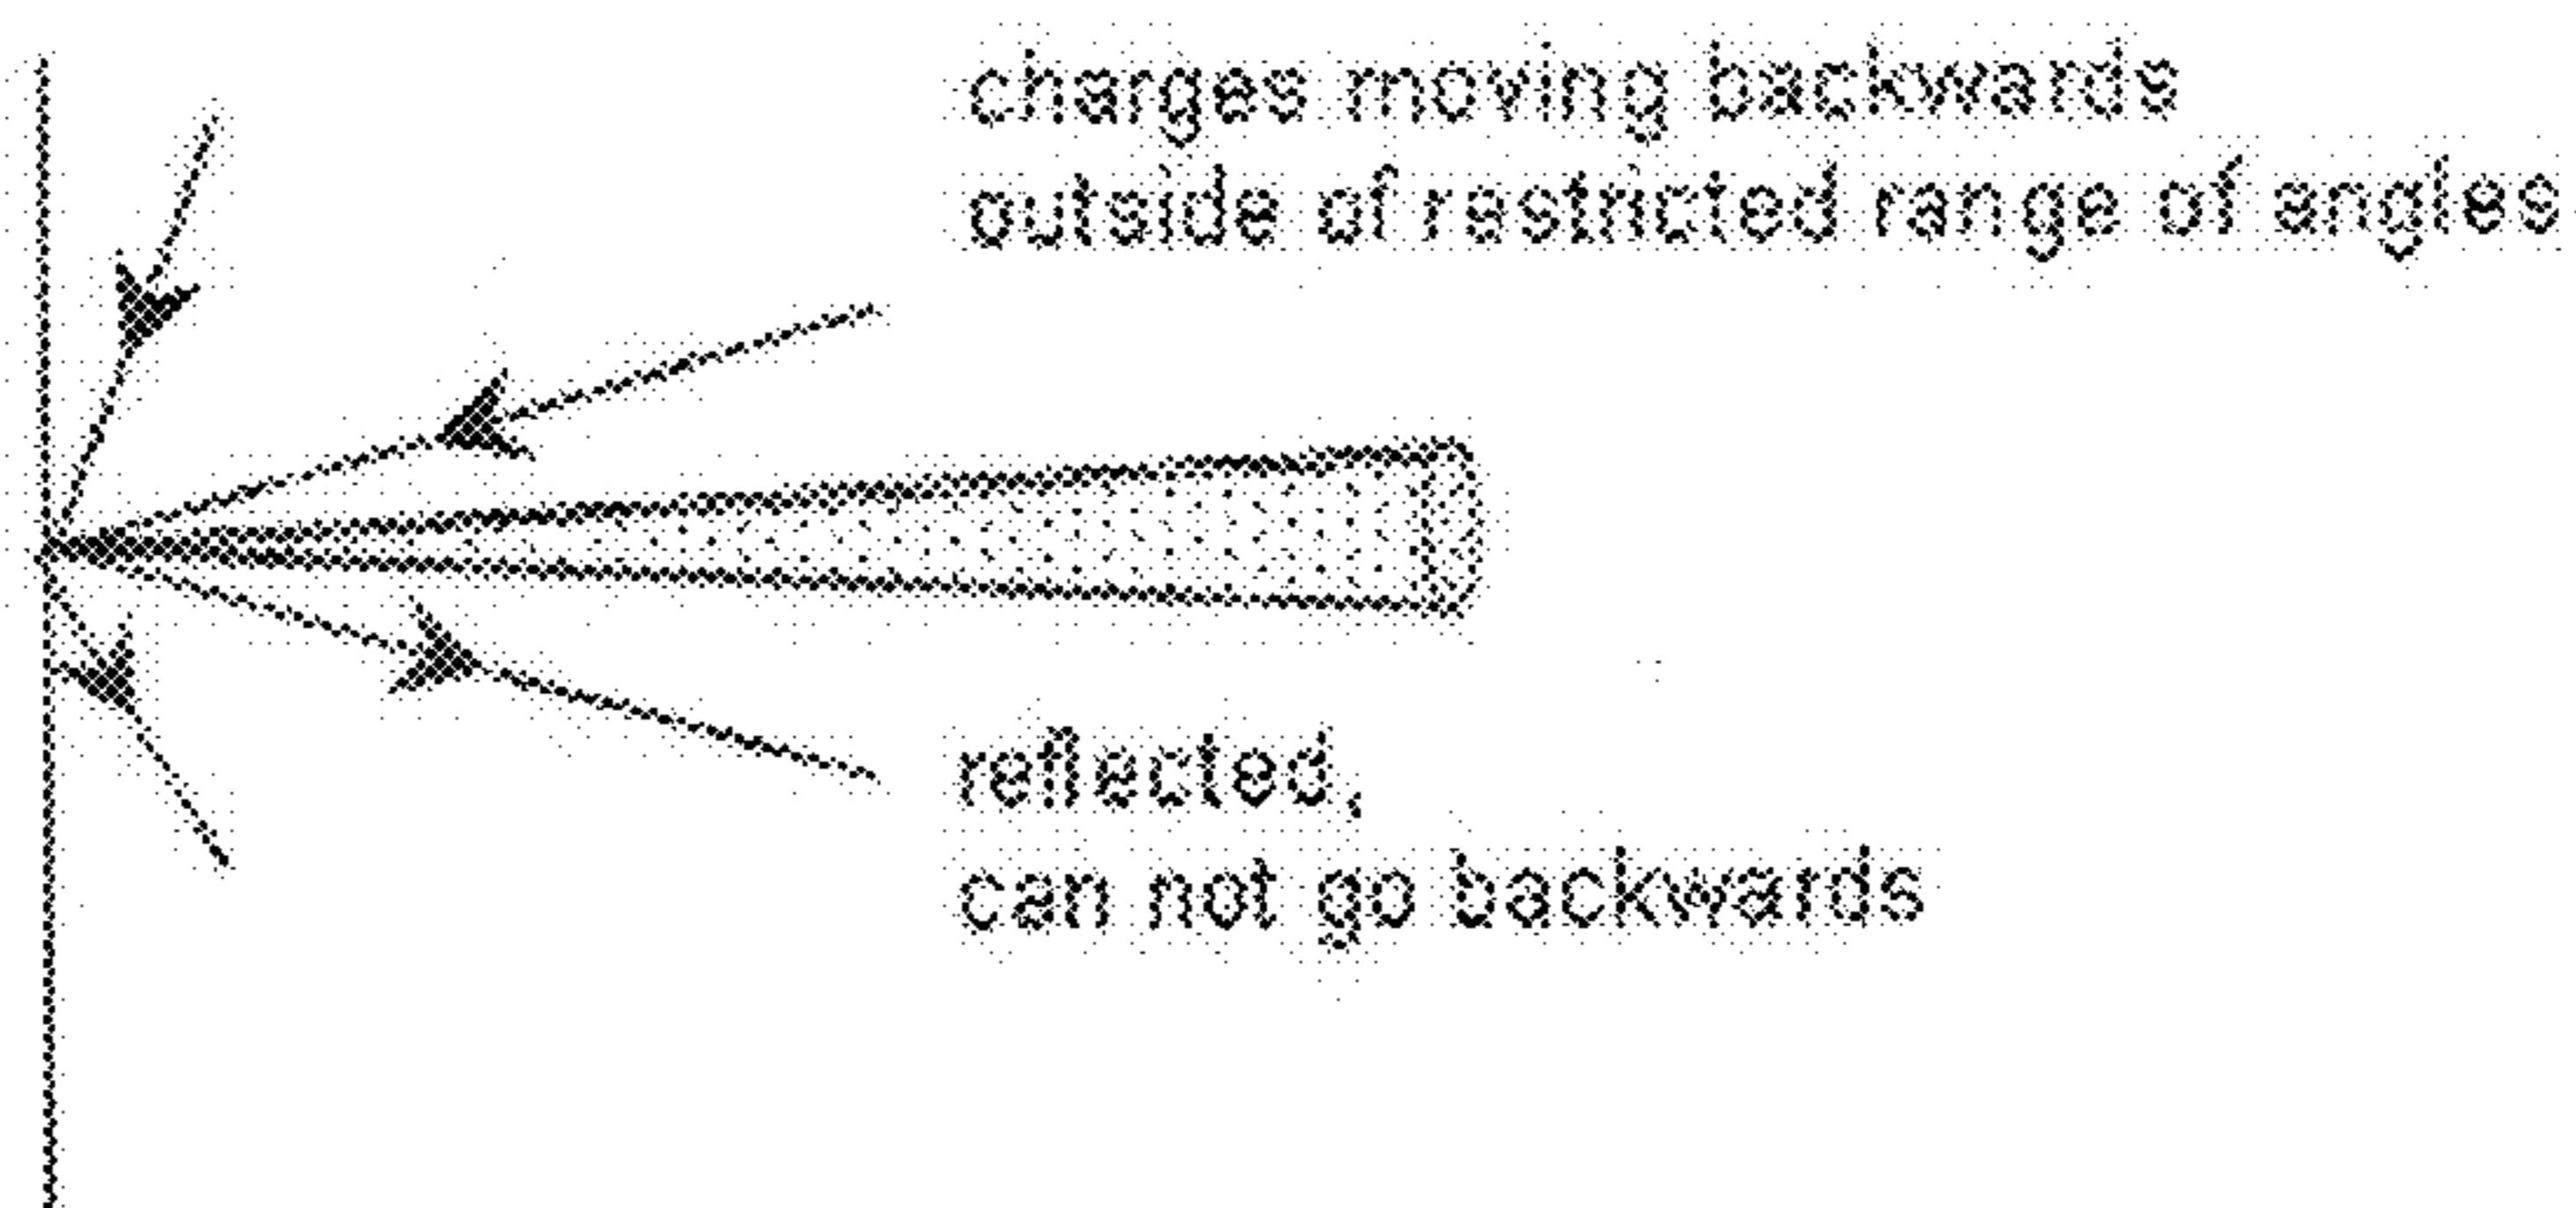 charges moving backwards
outside of restricted range of angles
reflected,
can not go backwards